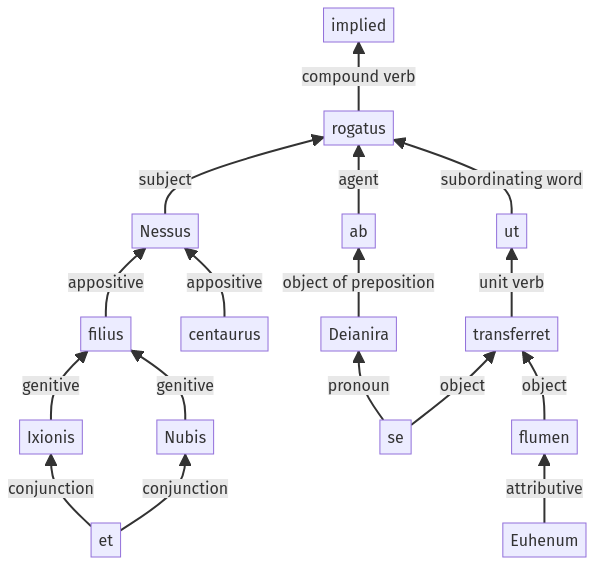 implied
compound verb
rogatus
subject agent subordinating word
Nessus ab ut
appositive appositive object of preposition unit verb
filius centaurus Deianira transferret
genitive genitive pronoun object object
Ixionis Nubis se flumen
conjunction conjunction attributive
et Euhenum